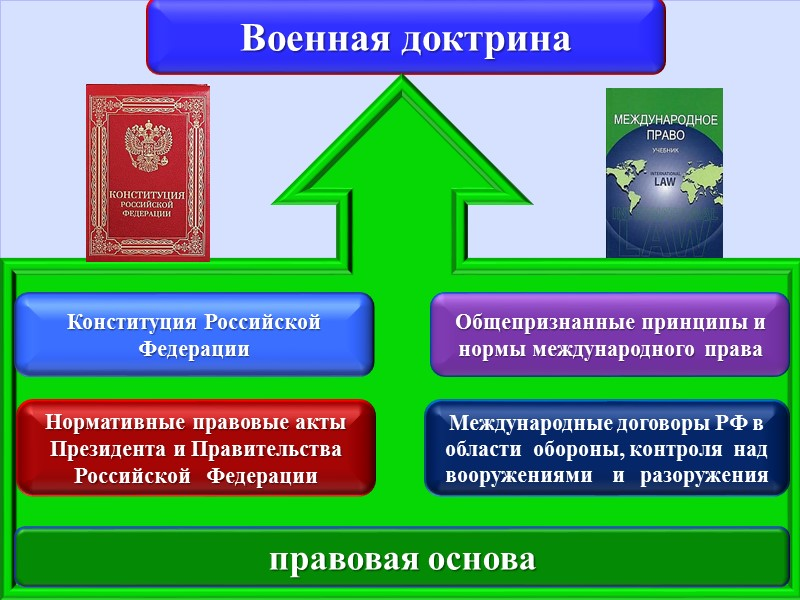 Военная доктрина
КОНСТИТУЦИЯ
РОССИЙСКОЙ
ФЕДЕРАЦИИ
МЕЖДУНАРОДНОЕ
ПРАВО
УЧЕБНИК
INTERNATIONAL
LAW
LAW
Конституция Российской
Федерации
Общепризнанные принципы и
нормы международного права
Нормативные правовые акты
Президента и Правительства
Российской Федерации
Международные договоры РФ в
области обороны, контроля над
вооружениями и разоружения
правовая основа